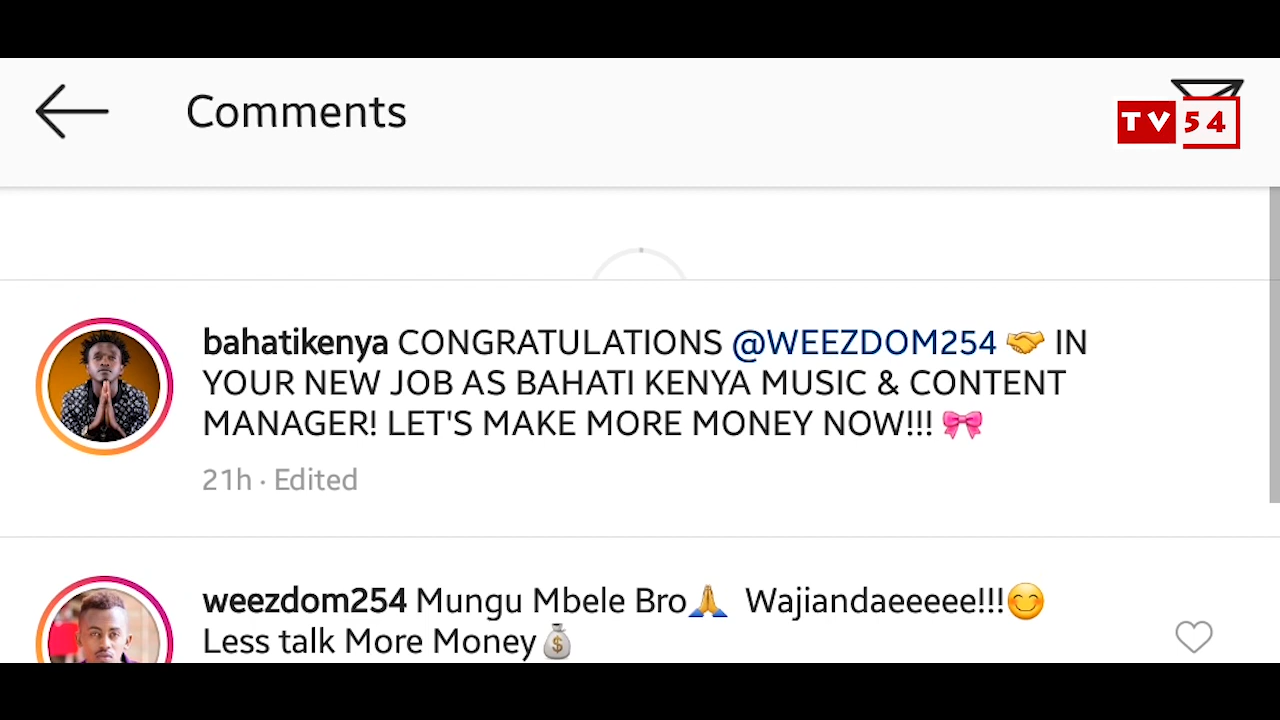 Comments
TV54
bahatikenya CONGRATULATIONS @WEEZDOM254 🤝 IN
YOUR NEW JOB AS BAHATI KENYA MUSIC & CONTENT
MANAGER! LET'S MAKE MORE MONEY NOW!!! 🎀
21h · Edited
weezdom254 Mungu Mbele Bro🙏 Wajiandaeeeee!!!😊
Less talk More Money💰